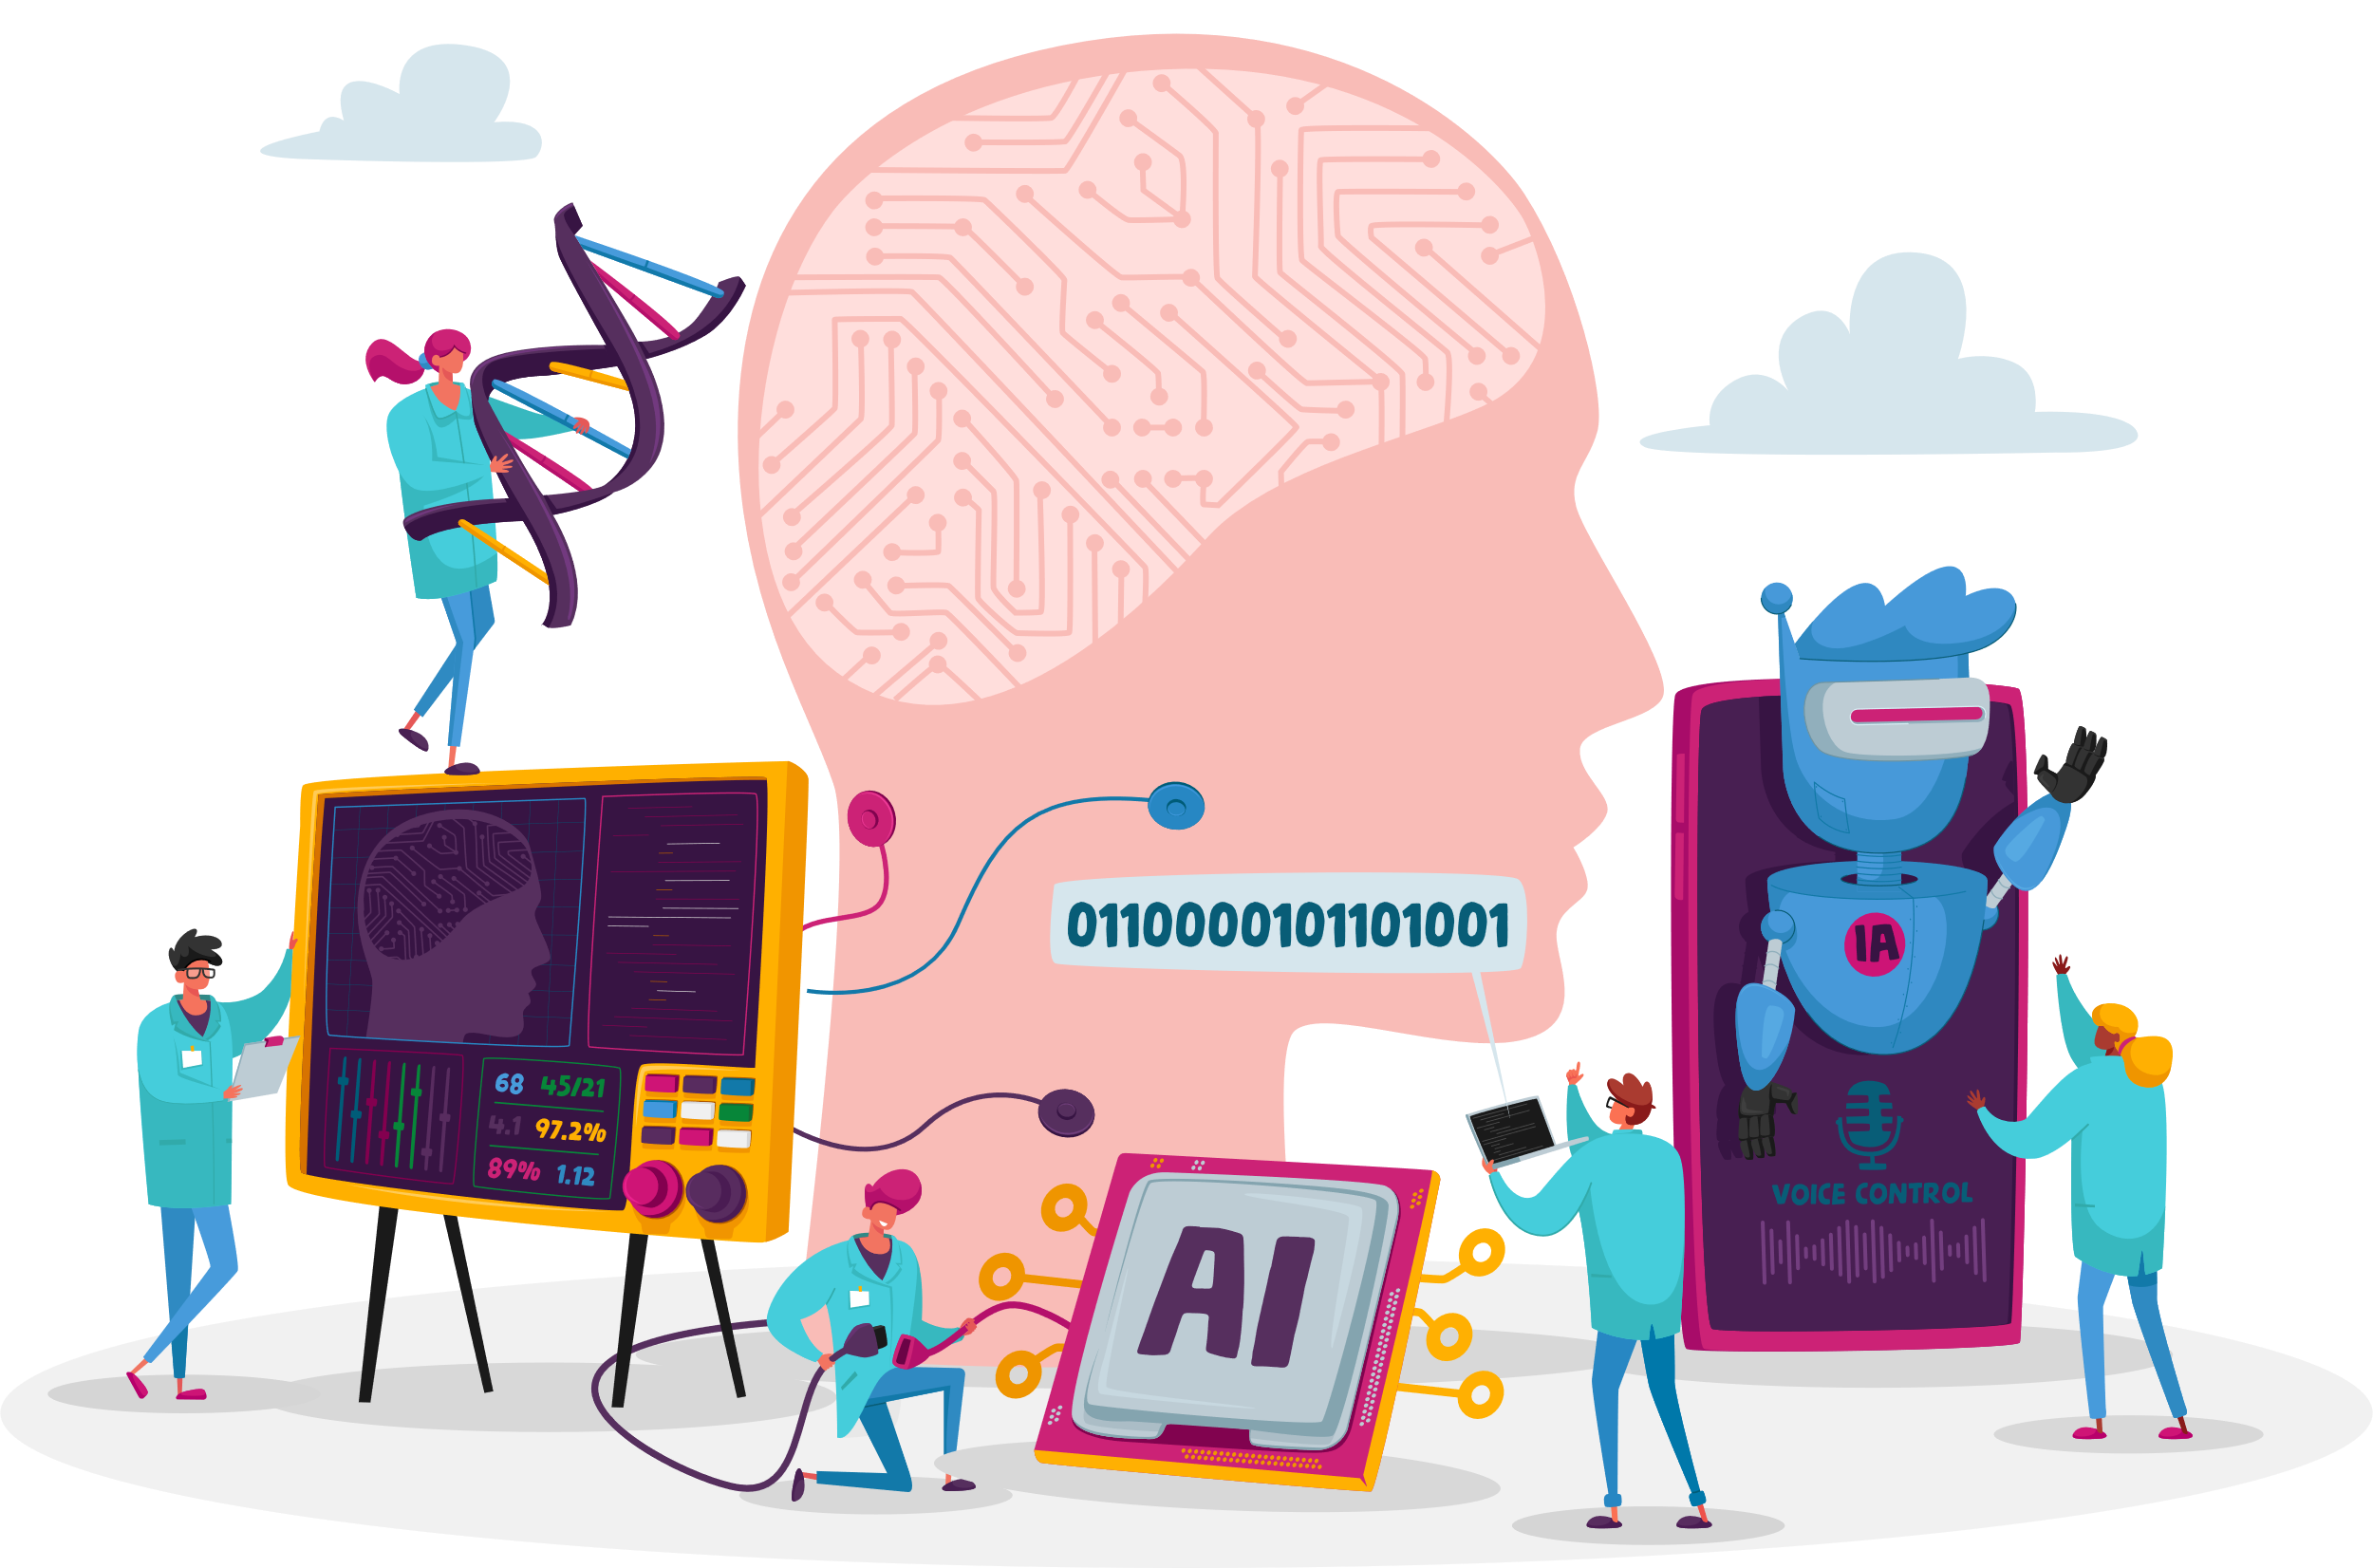 0110000101101001
IA
68 45/21
4.1 97.2%
89% 1.12
AI
VOICE CONTROL